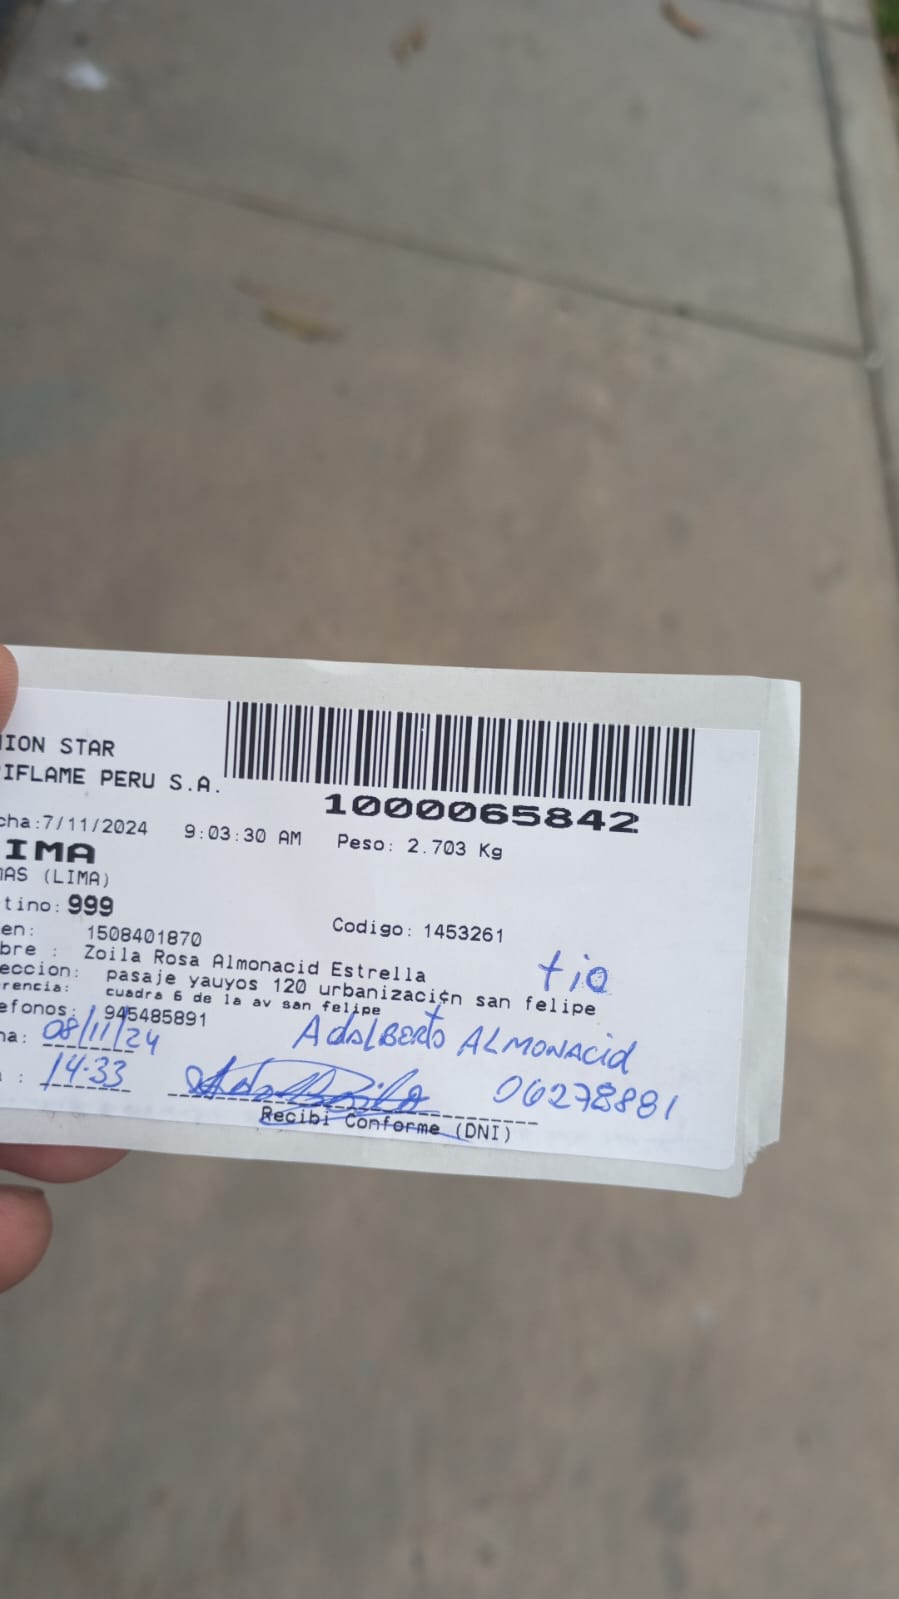 ION STAR
IFLAME PERU S.A.
1000065842
cha:7/11/2024 9:03:30 AM Peso: 2.703 Kg
IMA
AS (LIMA)
tino: 999
en: 1508401870 Codigo: 1453261
bre : Zoila Rosa Almonacid Estrella
eccion: pasaje yauyos 120 urbanización san felipe
rencia: cuadra 6 de la av san felipe
efonos: 945485891
tio
Adalberto ALMONACid
a: 08/11/24
: 14:33
06278881
Recibi Conforme (DNI)